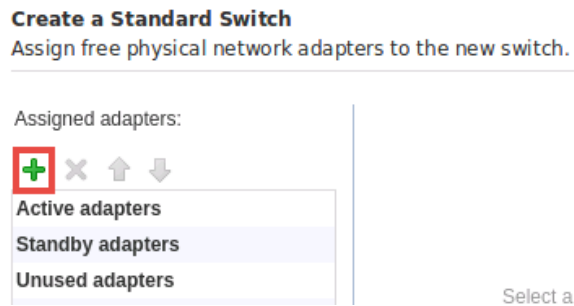 Create a Standard Switch
Assign free physical network adapters to the new switch.
Assigned adapters:
Active adapters
Standby adapters
Unused adapters
Select a